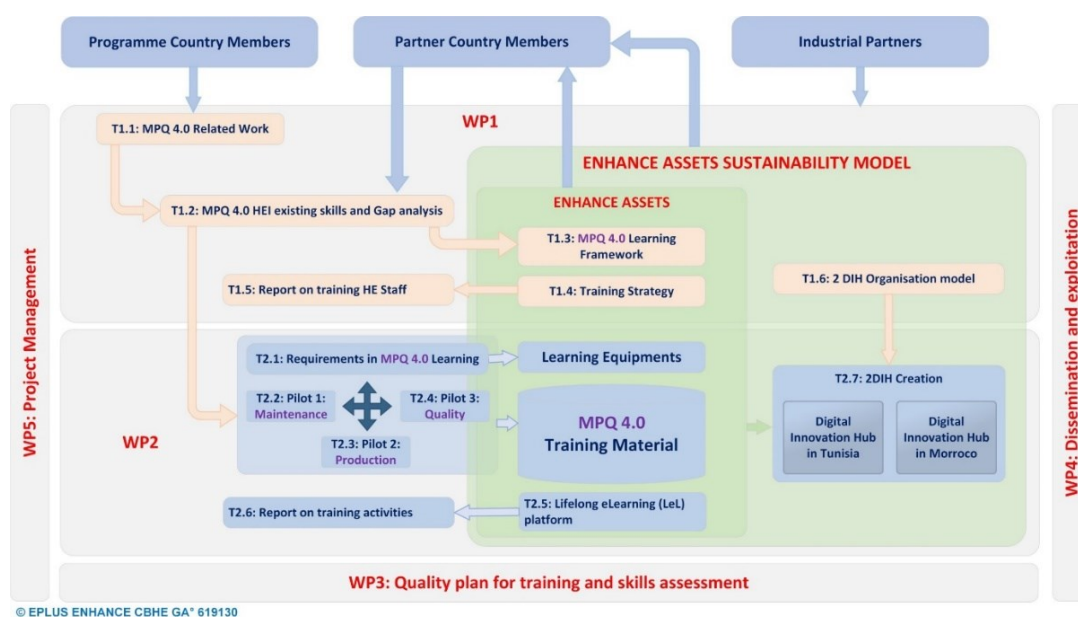 Programme Country Members
Partner Country Members
Industrial Partners
WP5: Project Management
WP4: Dissemination and exploitation
WP1
T1.1: MPQ 4.0 Related Work
ENHANCE ASSETS SUSTAINABILITY MODEL
T1.2: MPQ 4.0 HEI existing skills and Gap analysis
ENHANCE ASSETS
T1.3: MPQ 4.0 Learning
Framework
T1.5: Report on training HE Staff
T1.4: Training Strategy
T1.6: 2 DIH Organisation model
WP2
T2.1: Requirements in MPQ 4.0 Learning
Learning Equipments
T2.2: Pilot 1:
Maintenance
T2.4: Pilot 3:
Quality
T2.3: Pilot 2:
Production
MPQ 4.0
Training Material
T2.7: 2DIH Creation
Digital
Innovation Hub
in Tunisia
Digital
Innovation Hub
in Morroco
T2.6: Report on training activities
T2.5: Lifelong eLearning (LeL)
platform
WP3: Quality plan for training and skills assessment
© EPLUS ENHANCE CBHE GA° 619130